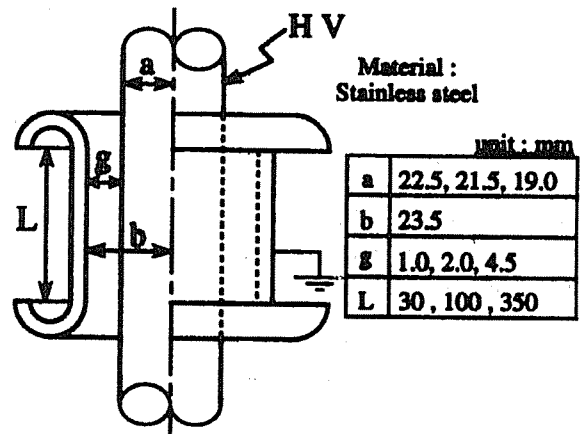 H V
a
Material :
Stainless steel
unit : mm
g
L
b
a 22.5, 21.5, 19.0
b 23.5
g 1.0, 2.0, 4.5
L 30 , 100 , 350